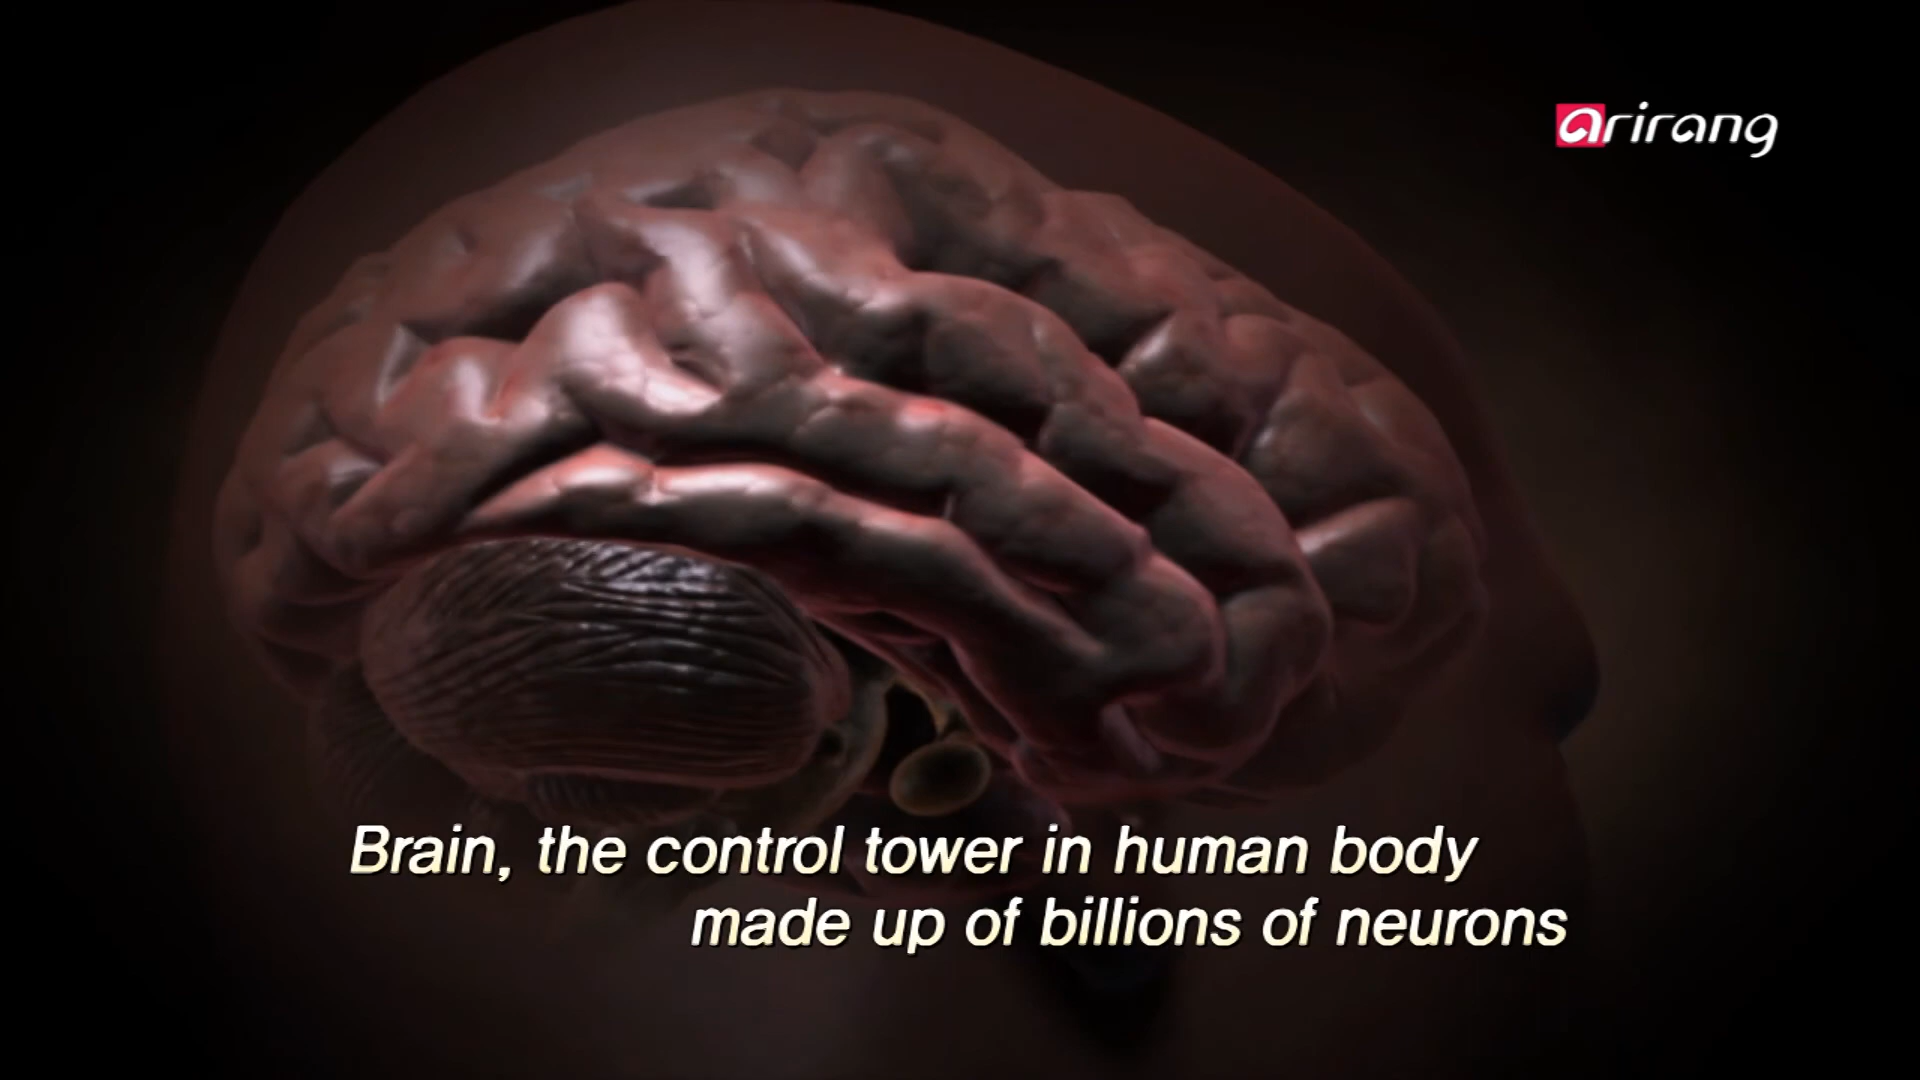 arirang
Brain, the control tower in human body
made up of billions of neurons